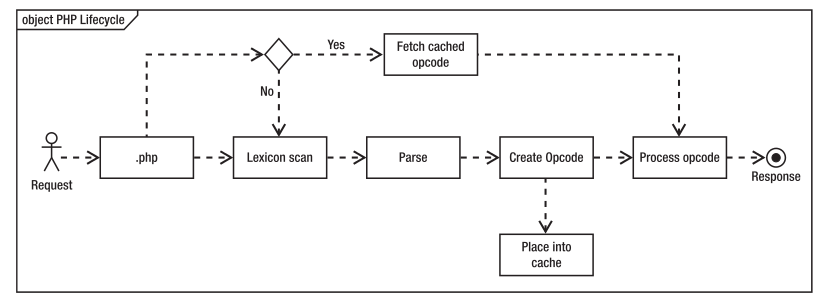 object PHP Lifecycle
Yes
Fetch cached
opcode
No
.php
Lexicon scan
Parse
Create Opcode
Process opcode
Request
Response
Place into
cache